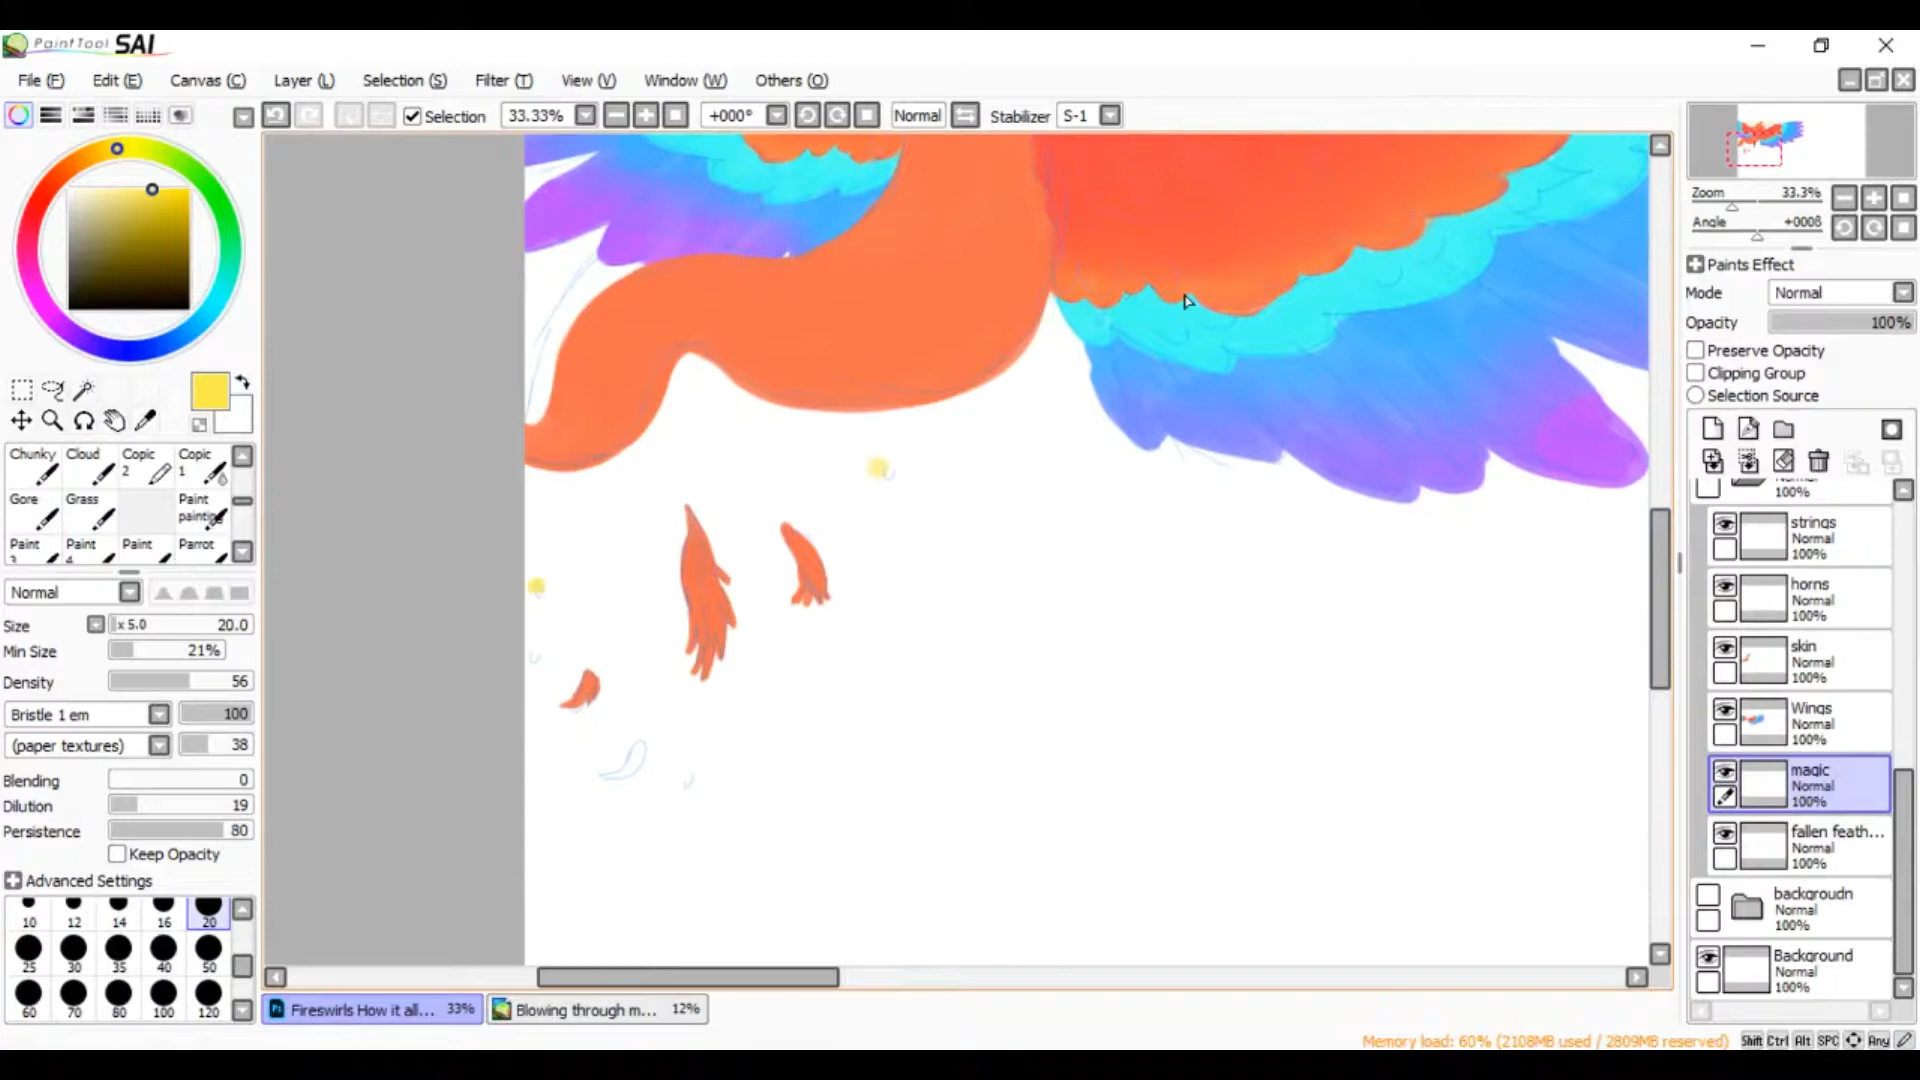 PaintTool SAI
File (F) Edit (E) Canvas (C) Layer (L) Selection (S) Filter (T) View (V) Window (W) Others (O)
Selection 33.33% +000° Normal Stabilizer S-1
Zoom 33.3%
Angle +000ß
Paints Effect
Mode Normal
Opacity 100%
Preserve Opacity
Clipping Group
Selection Source
Normal
100%
strings
Normal
100%
horns
Normal
100%
skin
Normal
100%
Wings
Normal
100%
magic
Normal
100%
fallen feath...
Normal
100%
backgroudn
Normal
100%
Background
Normal
100%
Chunky Cloud Copic 2 Copic 1
Gore Grass Paint paintin
Paint 3 Paint 4 Paint Parrot
Normal
Size x 5.0 20.0
Min Size 21%
Density 56
Bristle 1 em 100
(paper textures) 38
Blending 0
Dilution 19
Persistence 80
Keep Opacity
Advanced Settings
10 12 14 16 20
25 30 35 40 50
60 70 80 100 120
Fireswirls How it all... 33% Blowing through m... 12%
Memory load: 60% (2108MB used / 2809MB reserved) Shift Ctrl Alt SPC Any